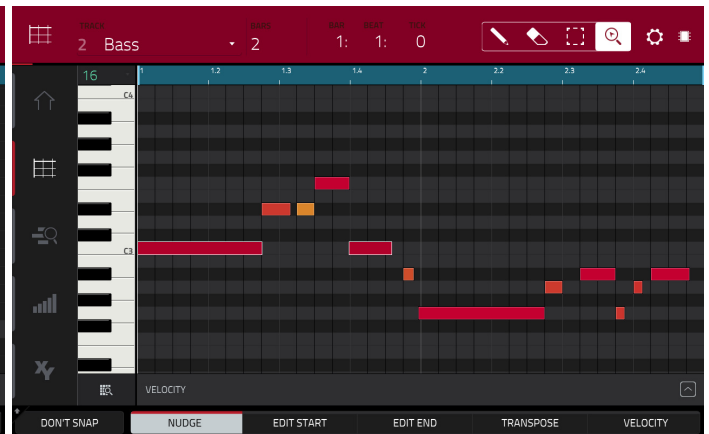 TRACK BARS BAR BEAT TICK
2 Bass 2 1: 1: 0
16 1 1.2 1.3 1.4 2 2.2 2.3 2.4
C4
C3
XY
VELOCITY
DON'T SNAP NUDGE EDIT START EDIT END TRANSPOSE VELOCITY